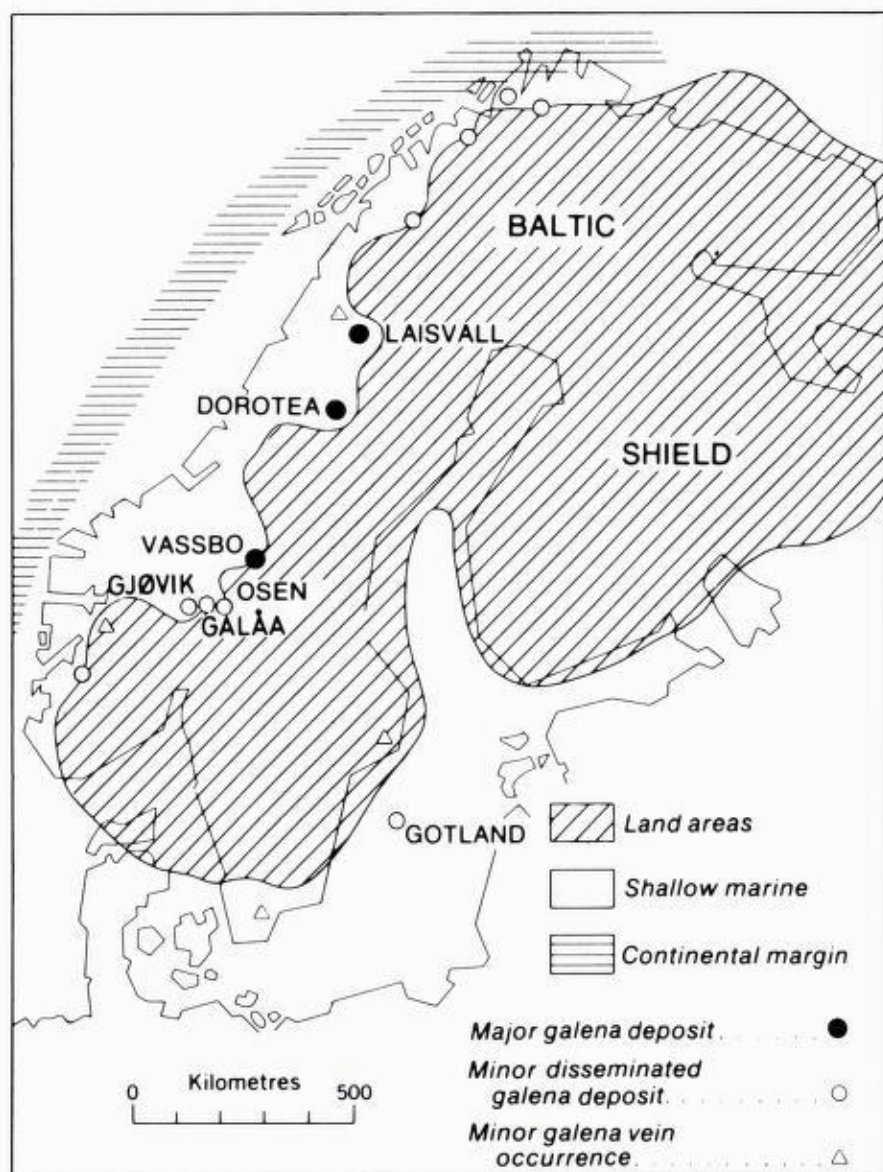 BALTIC
LAISVALL
DOROTEA
SHIELD
VASSBO
GJØVIK
OSEN
GALÅA
GOTLAND
Land areas
Shallow marine
Continental margin
Major galena deposit
Minor disseminated
galena deposit
Minor galena vein
occurrence
Kilometres
0 500